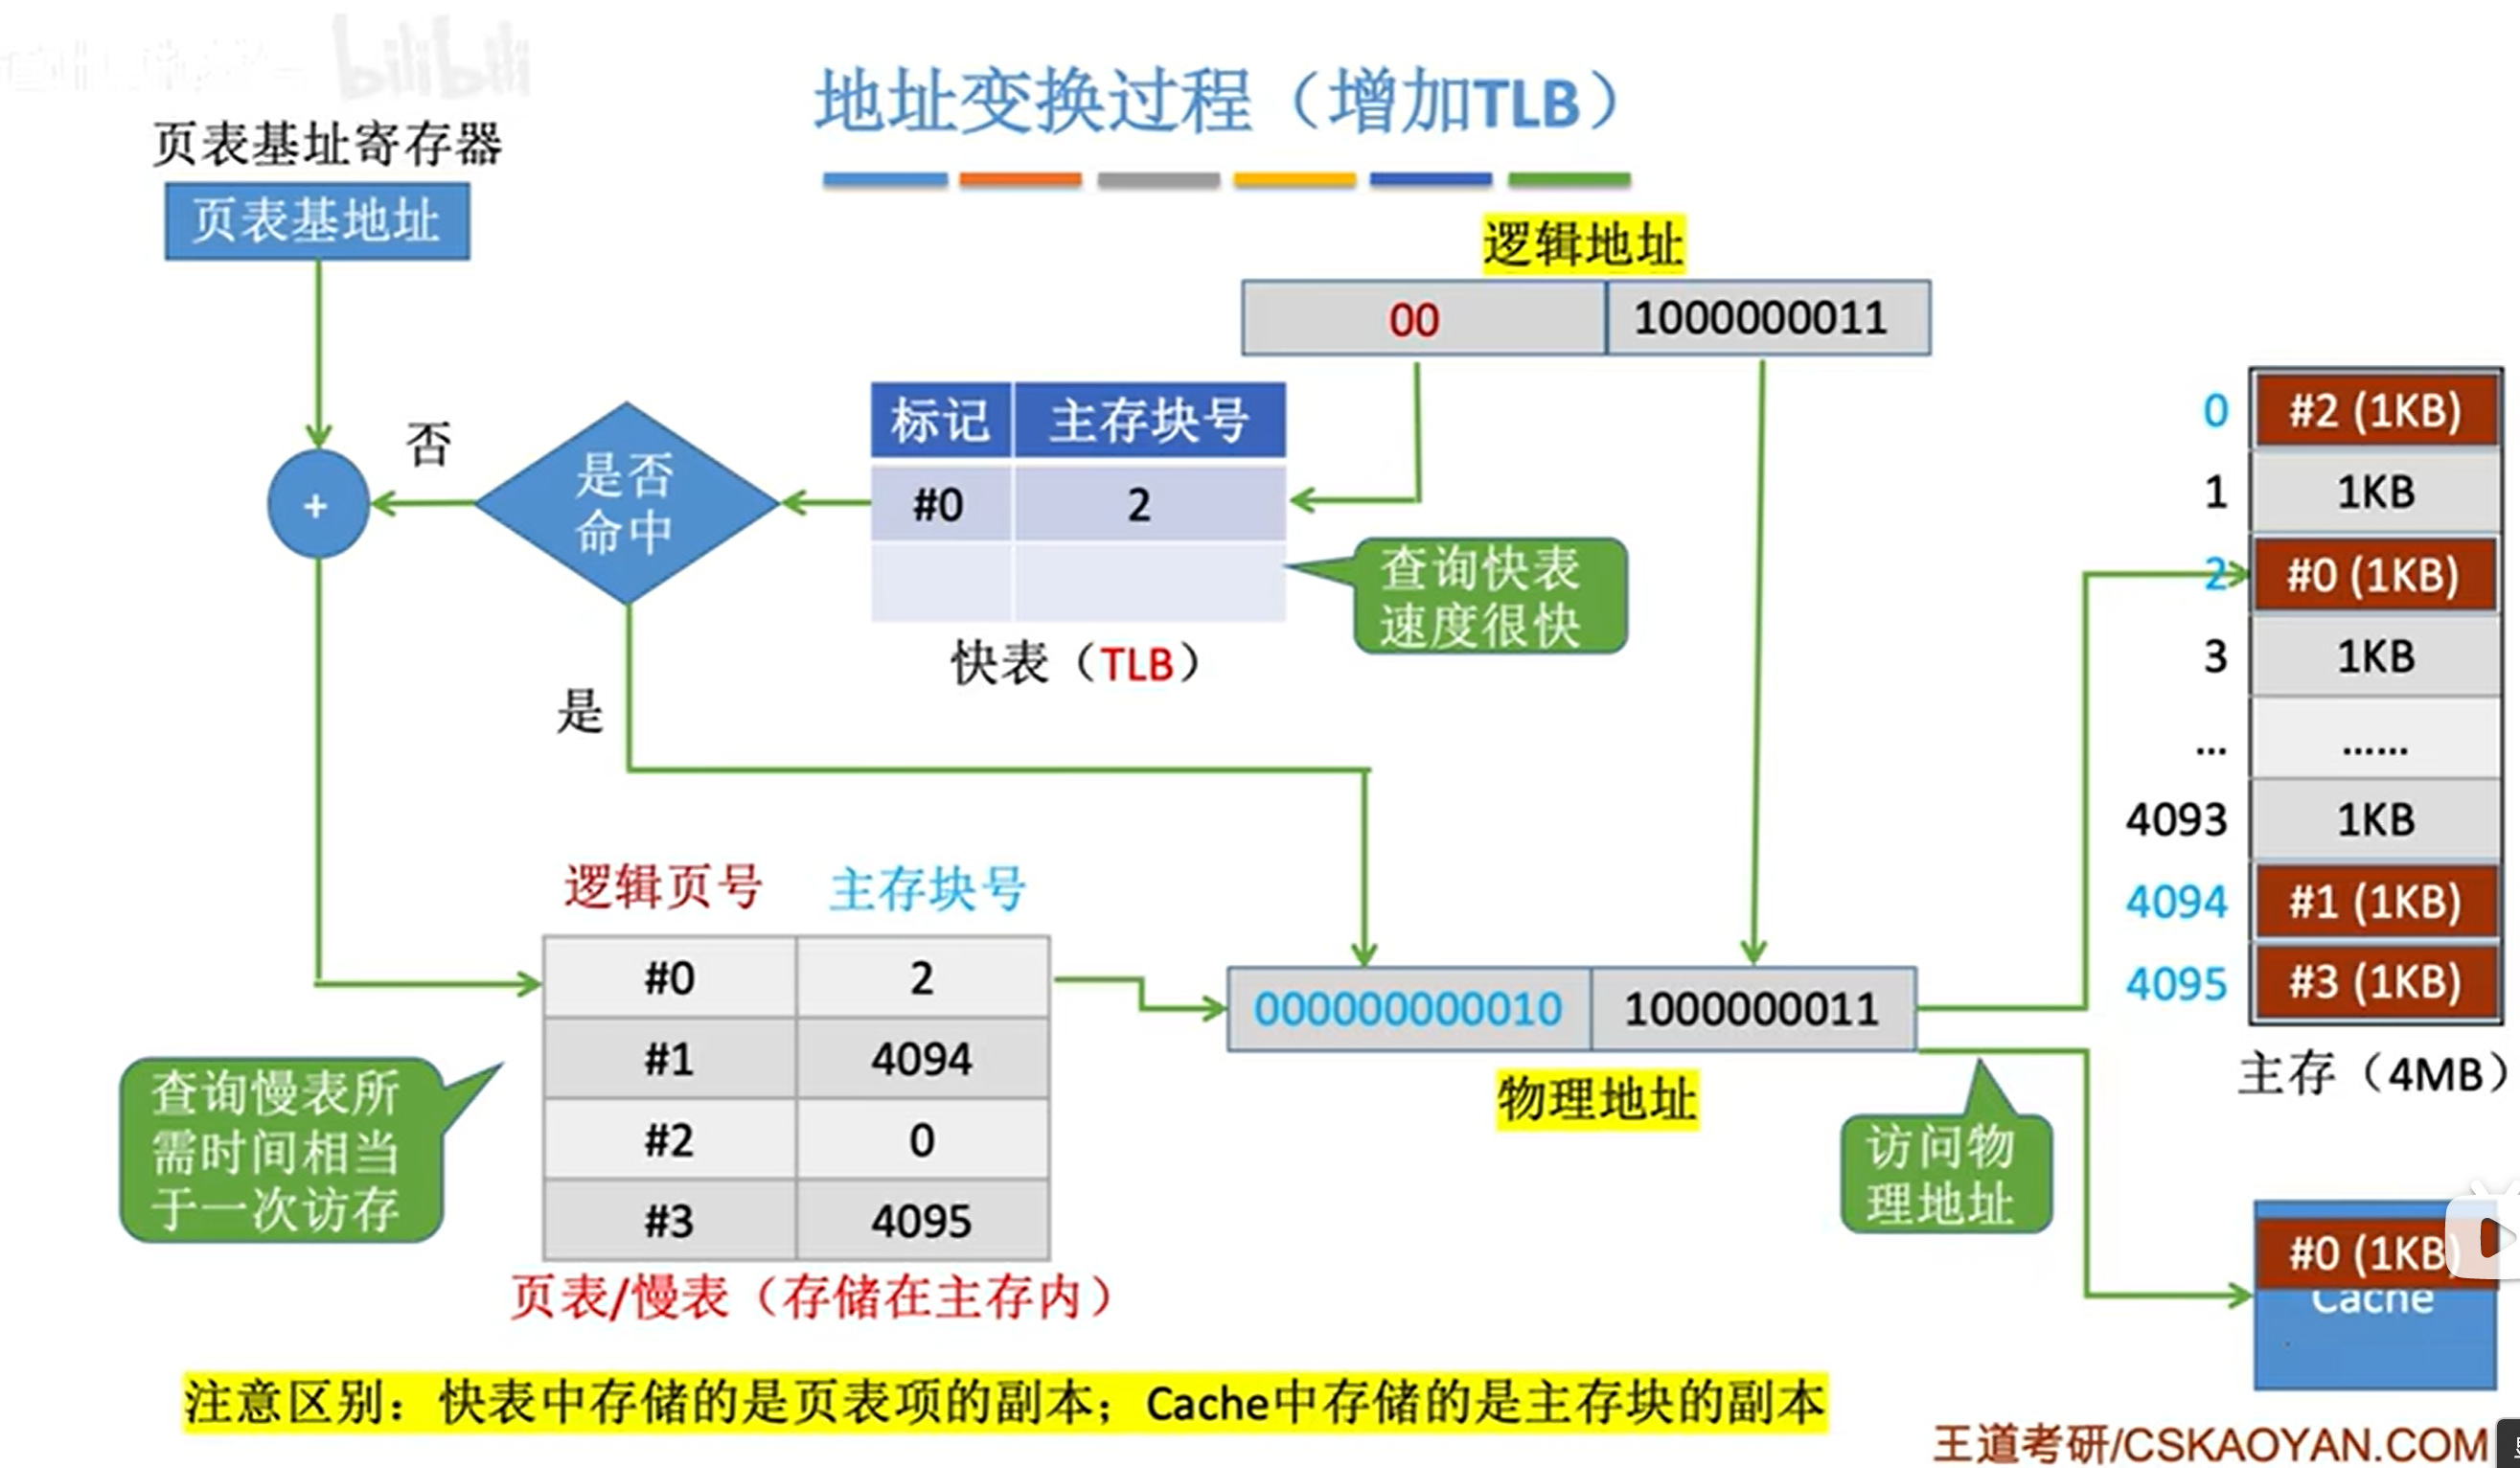 bilibili
地址变换过程（增加TLB）
页表基址寄存器
页表基地址
逻辑地址
00
1000000011
标记
主存块号
#0
2
快表（TLB）
查询快表
速度很快
是否
命中
否
+
是
逻辑页号
主存块号
#0
2
#1
4094
#2
0
#3
4095
页表/慢表（存储在主存内）
查询慢表所
需时间相当
于一次访存
000000000010
1000000011
物理地址
访问物
理地址
0
#2 (1KB)
1
1KB
2
#0 (1KB)
3
1KB
...
......
4093
1KB
4094
#1 (1KB)
4095
#3 (1KB)
主存（4MB）
#0 (1KB)
Cache
注意区别：快表中存储的是页表项的副本；Cache中存储的是主存块的副本
王道考研/CSKAOYAN.COM